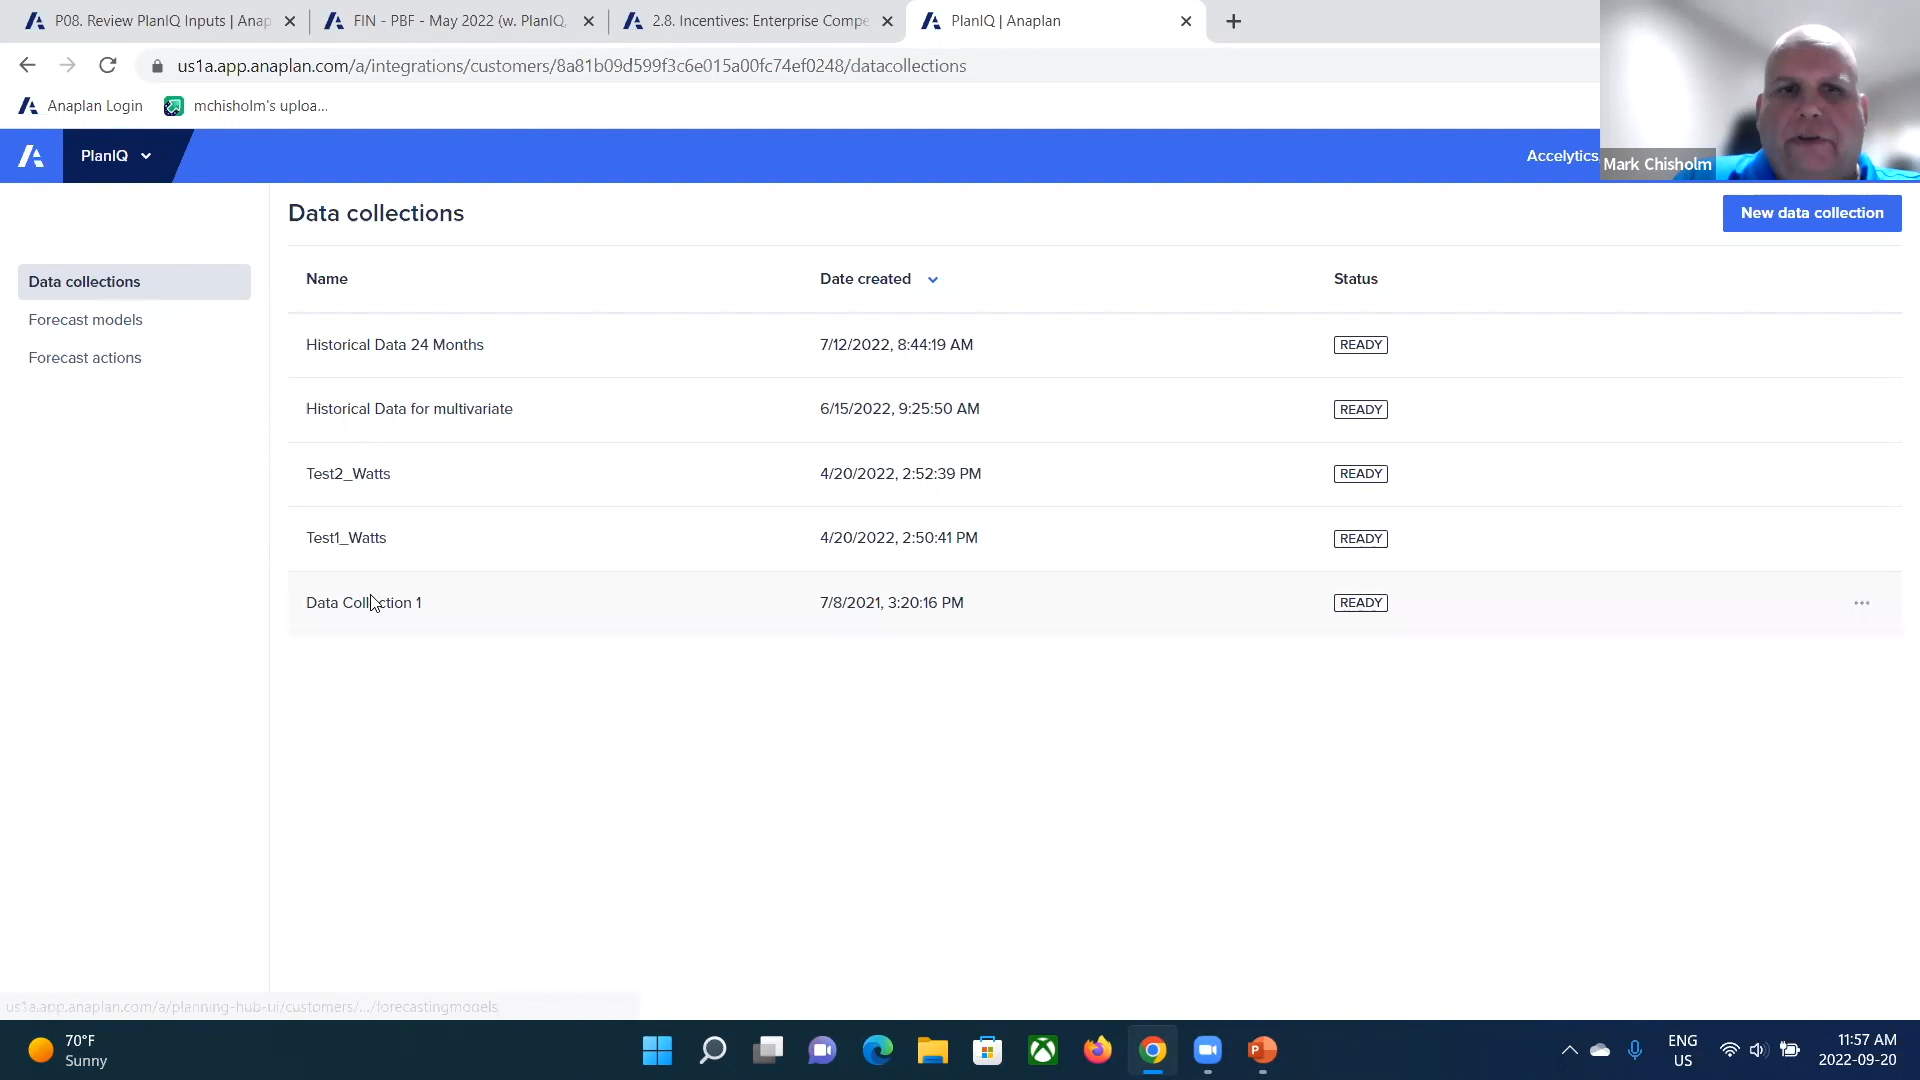 P08. Review PlanIQ Inputs | Anap
FIN - PBF - May 2022 (w. PlanIQ,
2.8. Incentives: Enterprise Compe
PlanIQ | Anaplan
us1a.app.anaplan.com/a/integrations/customers/8a81b09d599f3c6e015a00fc74ef0248/datacollections
Anaplan Login
mchisholm's uploa...
PlanIQ
Accelytics
Mark Chisholm
Data collections
New data collection
Data collections
Forecast models
Forecast actions
Name
Date created
Status
Historical Data 24 Months
7/12/2022, 8:44:19 AM
READY
Historical Data for multivariate
6/15/2022, 9:25:50 AM
READY
Test2_Watts
4/20/2022, 2:52:39 PM
READY
Test1_Watts
4/20/2022, 2:50:41 PM
READY
Data Collection 1
7/8/2021, 3:20:16 PM
READY
us1a.app.anaplan.com/a/planning-hub-ui/customers/.../forecastingmodels
70°F
Sunny
ENG
US
11:57 AM
2022-09-20